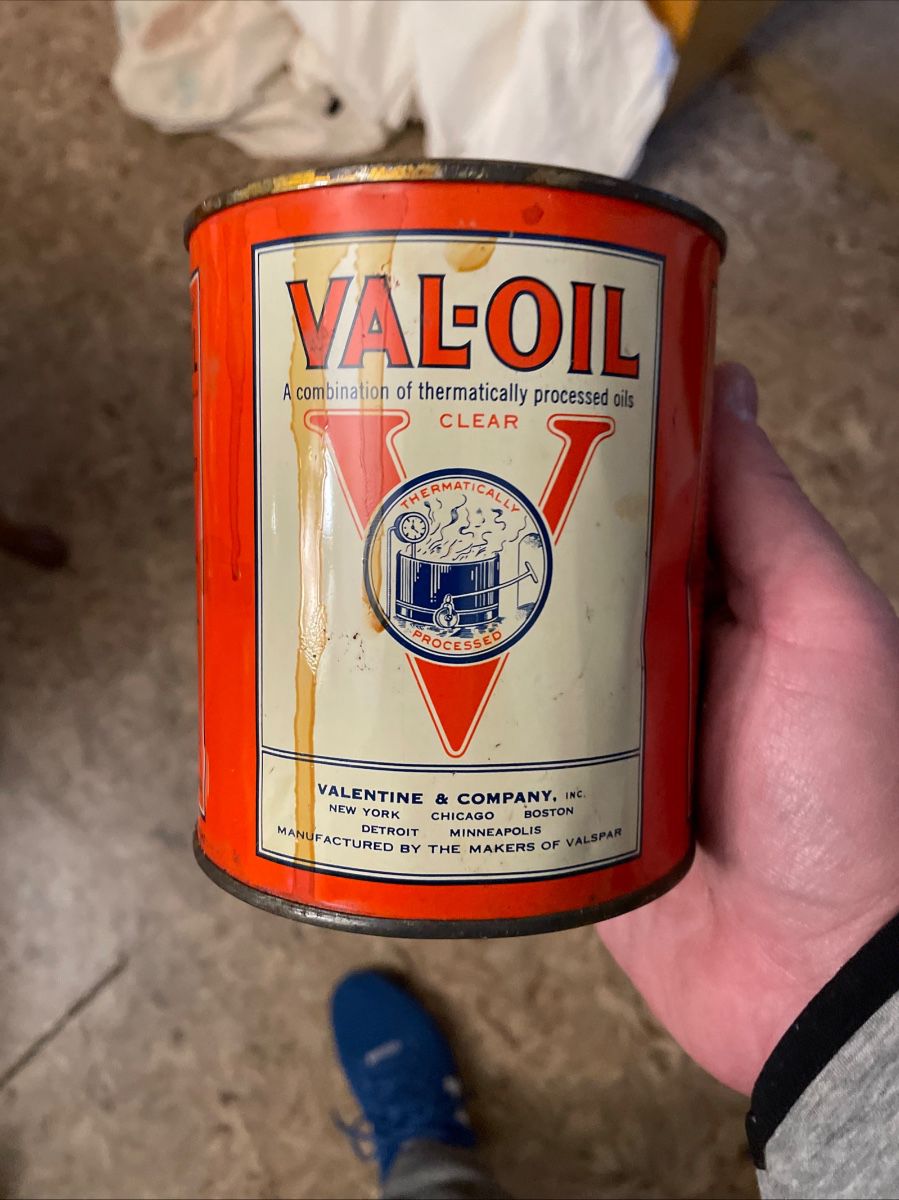 VAL-OIL
A combination of thermatically processed oils
CLEAR
THERMATICALLY
PROCESSED
VALENTINE & COMPANY, INC.
NEW YORK CHICAGO BOSTON
DETROIT MINNEAPOLIS
MANUFACTURED BY THE MAKERS OF VALSPAR